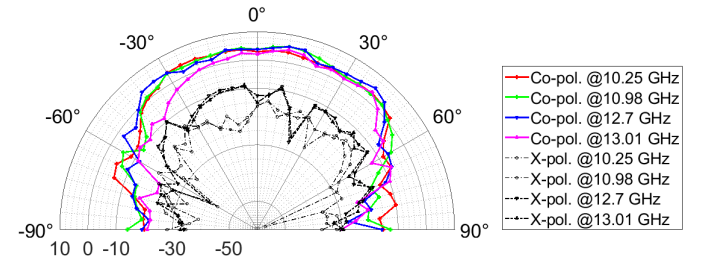 0°
-30° 30°
-60° 60°
-90° 90°
10 0 -10 -30 -50
Co-pol. @10.25 GHz
Co-pol. @10.98 GHz
Co-pol. @12.7 GHz
Co-pol. @13.01 GHz
X-pol. @10.25 GHz
X-pol. @10.98 GHz
X-pol. @12.7 GHz
X-pol. @13.01 GHz